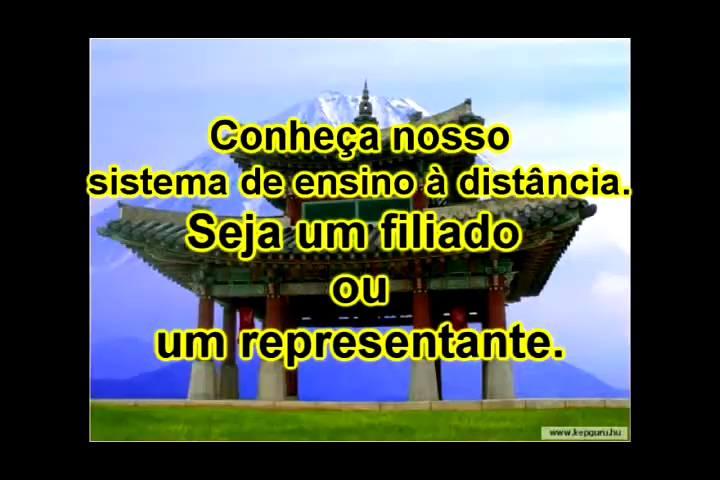 Conheça nosso
sistema de ensino à distância.
Seja um filiado
ou
um representante.
www.kepguru.hu